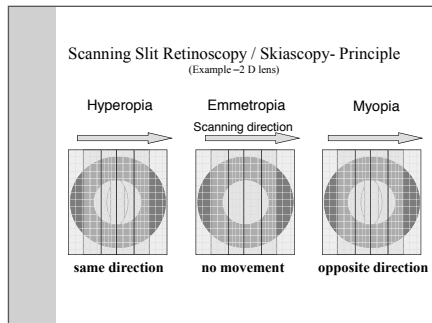 Scanning Slit Retinoscopy / Skiascopy- Principle
(Example –2 D lens)
Hyperopia
Emmetropia
Myopia
Scanning direction
same direction
no movement
opposite direction